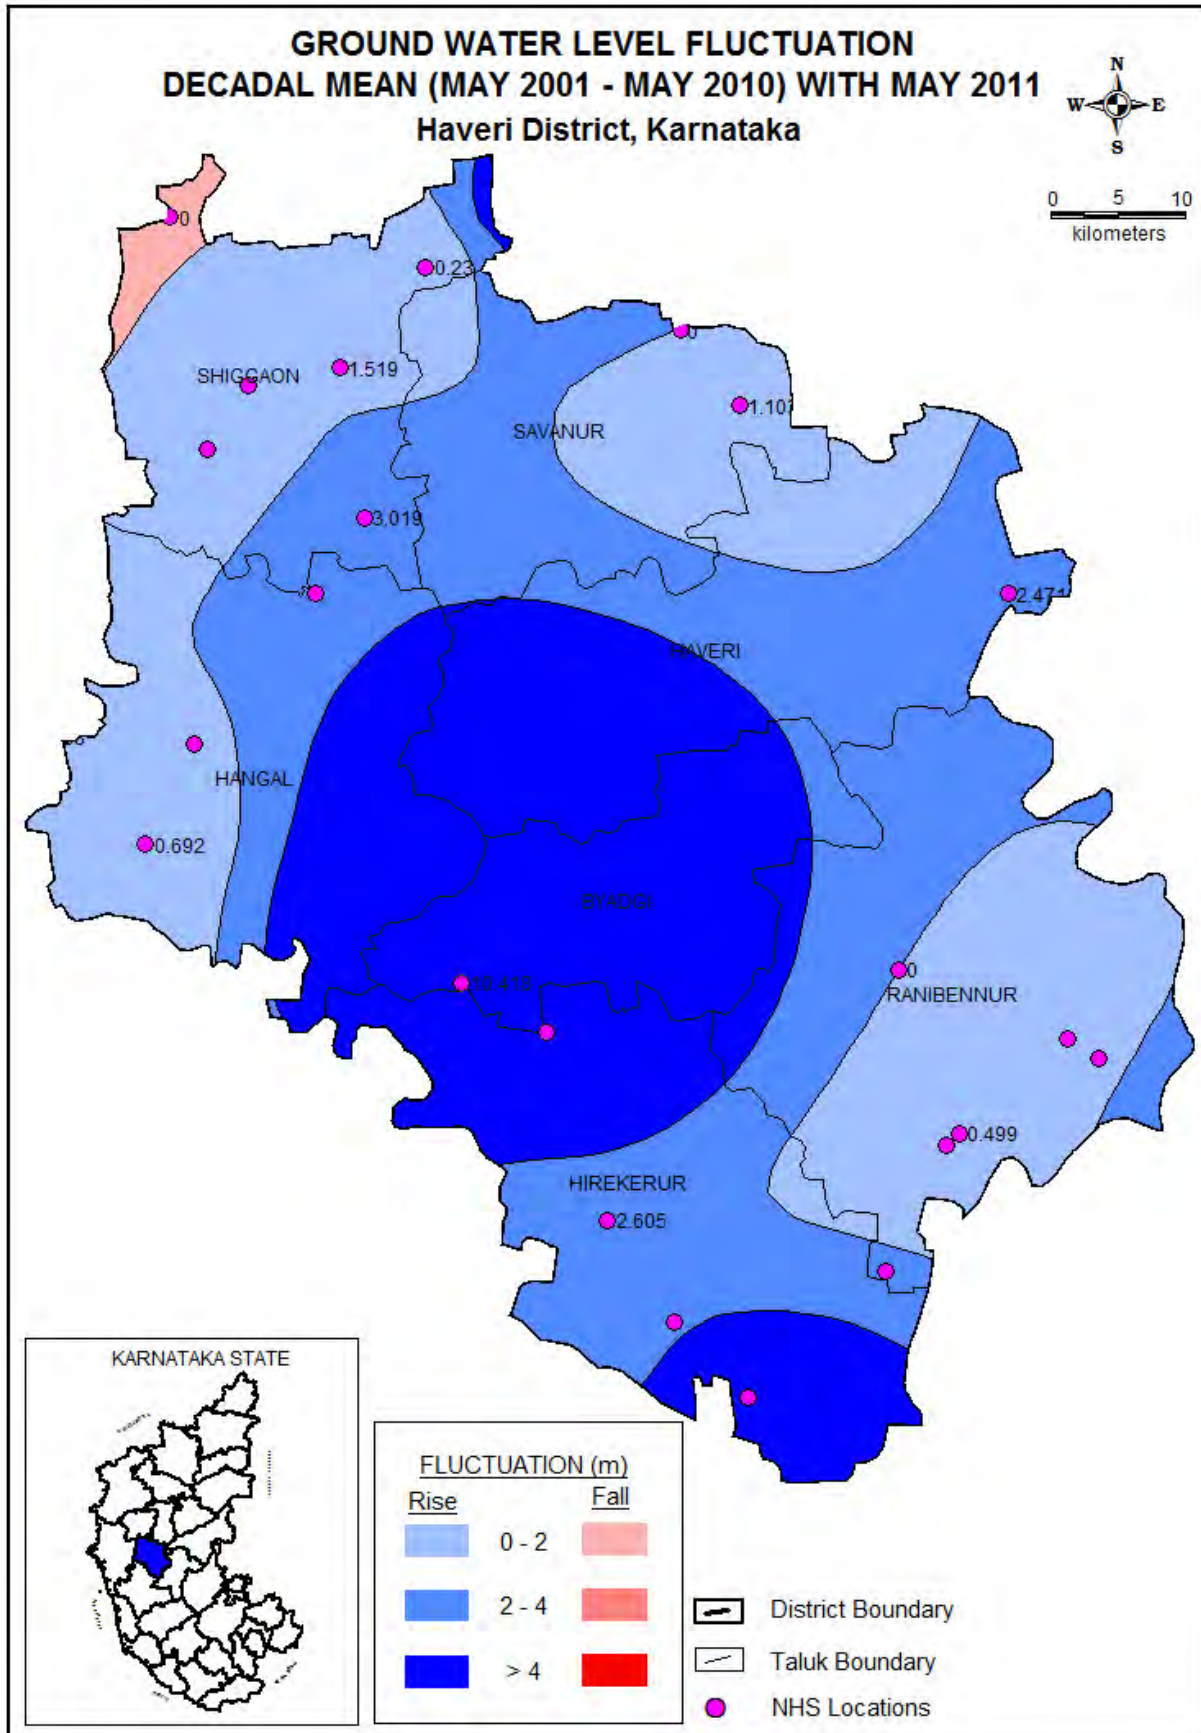 GROUND WATER LEVEL FLUCTUATION
DECADAL MEAN (MAY 2001 - MAY 2010) WITH MAY 2011
Haveri District, Karnataka
N
W E
S
0 5 10
kilometers
0
0.23
0
SHIGGAON
1.519
1.107
SAVANUR
3.019
2.471
HAVERI
HANGAL
0.692
BYADGI
10.418
0
RANIBENNUR
0.499
HIREKERUR
2.605
KARNATAKA STATE
FLUCTUATION (m)
Rise Fall
0 - 2
2 - 4
> 4
District Boundary
Taluk Boundary
NHS Locations